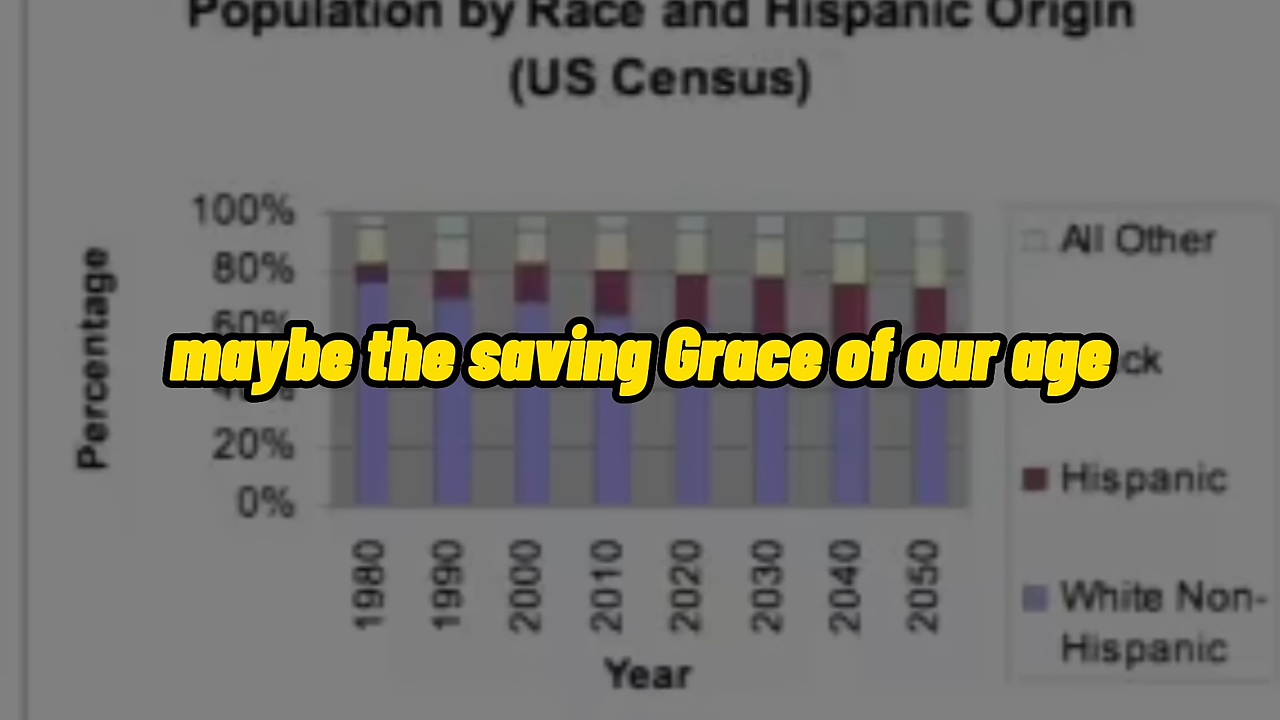 Population by Race and Hispanic Origin
(US Census)
100%
80%
60%
20%
0%
Percentage
maybe the saving Grace of our age
1980
1990
2000
2010
2020
2030
2040
2050
Year
All Other
Hispanic
White Non-
Hispanic